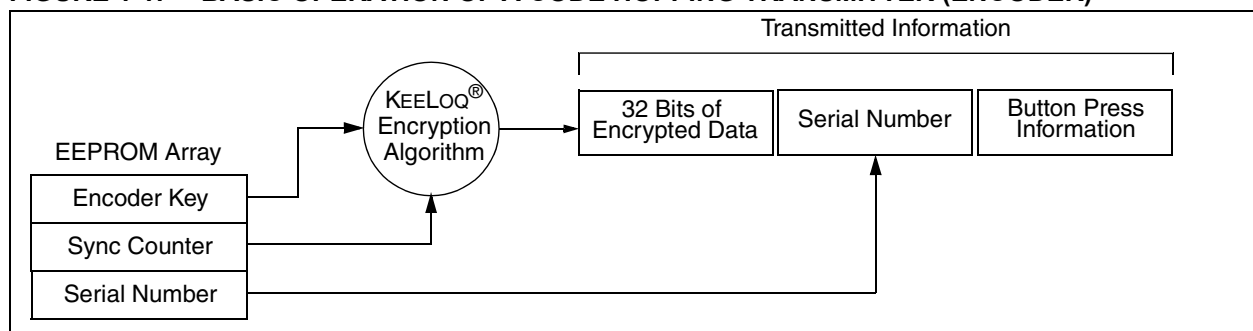 Transmitted Information
KEELOQ®
Encryption
Algorithm
32 Bits of
Encrypted Data
Serial Number
Button Press
Information
EEPROM Array
Encoder Key
Sync Counter
Serial Number